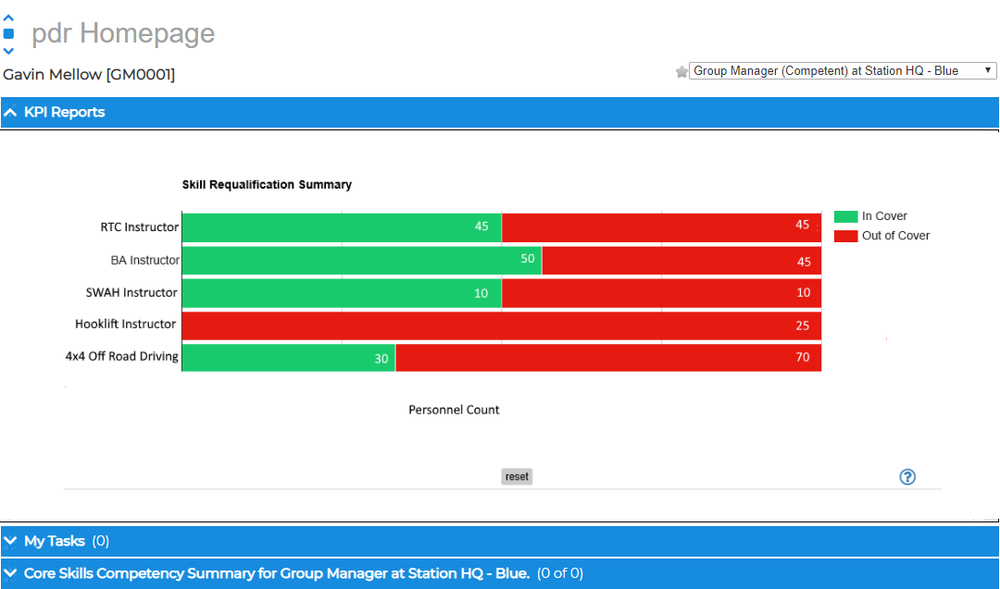 pdr Homepage
Gavin Mellow [GM0001]
Group Manager (Competent) at Station HQ - Blue
KPI Reports
Skill Requalification Summary
RTC Instructor 45 45
In Cover
Out of Cover
BA Instructor 50 45
SWAH Instructor 10 10
Hooklift Instructor 25
4x4 Off Road Driving 30 70
Personnel Count
reset
?
My Tasks (0)
Core Skills Competency Summary for Group Manager at Station HQ - Blue. (0 of 0)